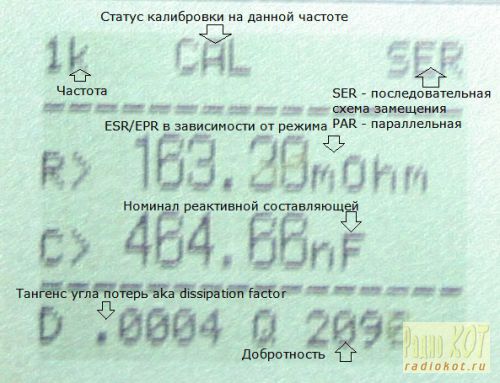 Статус калибровки на данной частоте
1k CAL SER
Частота
SER - последовательная
схема замещения
PAR - параллельная
ESR/EPR в зависимости от режима
R> 163.38mOhm
Номинал реактивной составляющей
C> 464.66nF
Тангенс угла потерь aka dissipation factor
D .0004 Q 2096
Добротность
Радио КОТ
radiokot.ru